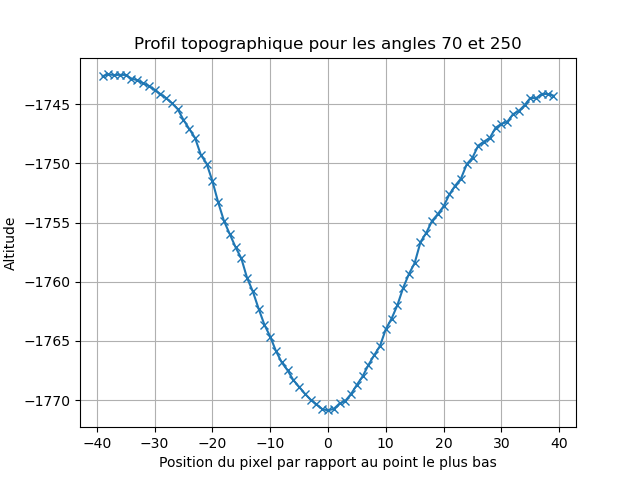 Profil topographique pour les angles 70 et 250
Altitude
−1745
−1750
−1755
−1760
−1765
−1770
−40 −30 −20 −10 0 10 20 30 40
Position du pixel par rapport au point le plus bas